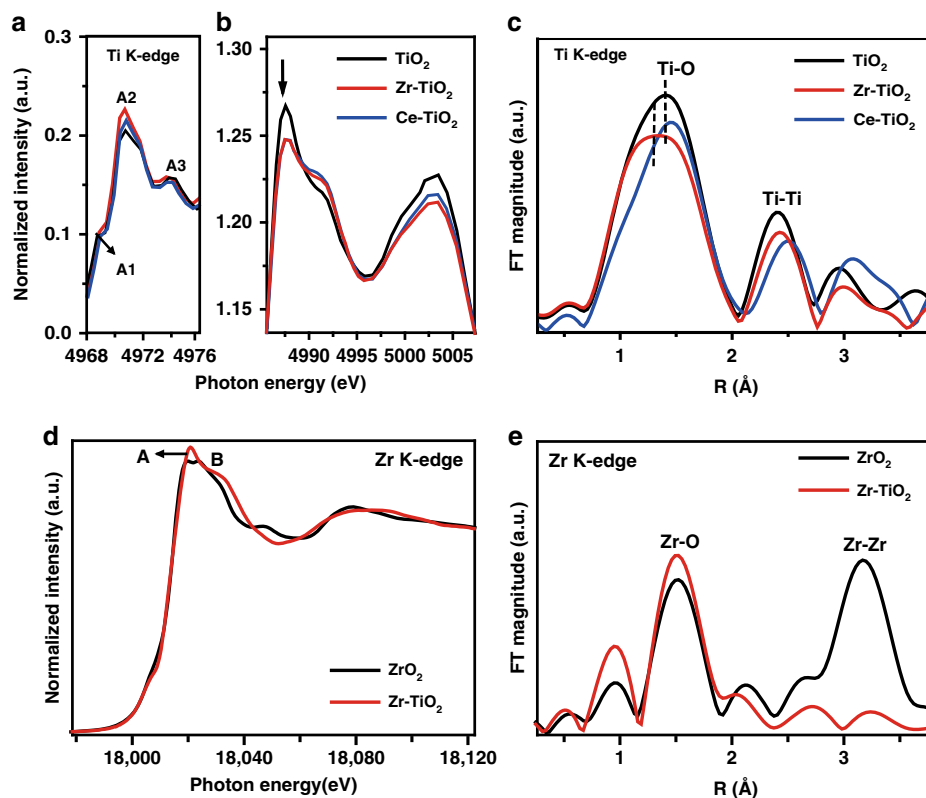 a
Ti K-edge
A2
A3
A1
Normalized intensity (a.u.)
0.3
0.2
0.1
0.0
4968 4972 4976
b
1.30
1.25
1.20
1.15
TiO₂
Zr-TiO₂
Ce-TiO₂
4990 4995 5000 5005
Photon energy (eV)
c
Ti K-edge
Ti-O
TiO₂
Zr-TiO₂
Ce-TiO₂
Ti-Ti
FT magnitude (a.u.)
1 2 3
R (Å)
d
A
B
Zr K-edge
Normalized intensity (a.u.)
ZrO₂
Zr-TiO₂
18,000 18,040 18,080 18,120
Photon energy(eV)
e
Zr K-edge
ZrO₂
Zr-TiO₂
Zr-O
Zr-Zr
FT magnitude (a.u.)
1 2 3
R (Å)